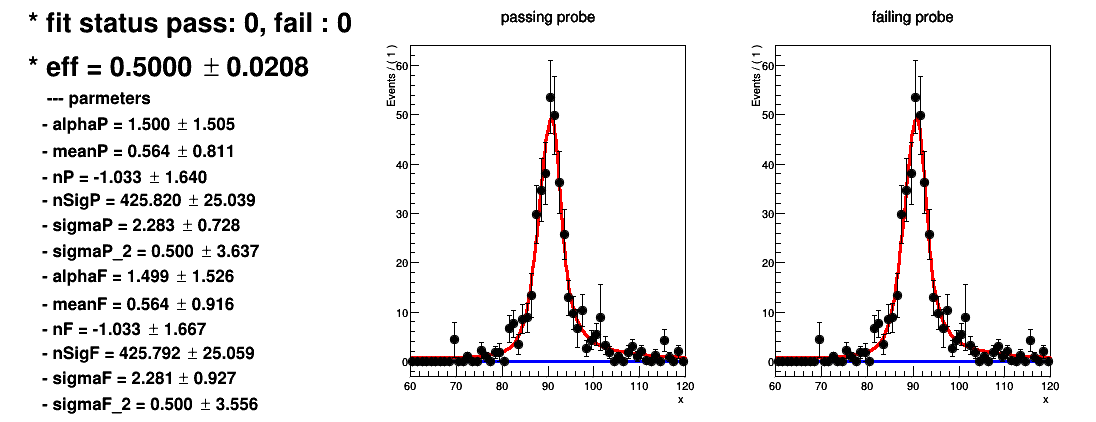 * fit status pass: 0, fail : 0
* eff = 0.5000 ± 0.0208
--- parmeters
- alphaP = 1.500 ± 1.505
- meanP = 0.564 ± 0.811
- nP = -1.033 ± 1.640
- nSigP = 425.820 ± 25.039
- sigmaP = 2.283 ± 0.728
- sigmaP_2 = 0.500 ± 3.637
- alphaF = 1.499 ± 1.526
- meanF = 0.564 ± 0.916
- nF = -1.033 ± 1.667
- nSigF = 425.792 ± 25.059
- sigmaF = 2.281 ± 0.927
- sigmaF_2 = 0.500 ± 3.556
passing probe
Events / ( 1 )
60
50
40
30
20
10
0
60 70 80 90 100 110 120
x
failing probe
Events / ( 1 )
60
50
40
30
20
10
0
60 70 80 90 100 110 120
x